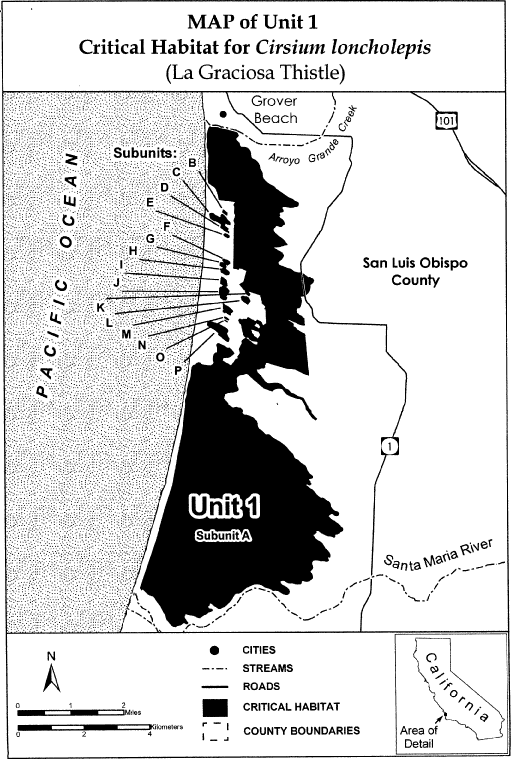 MAP of Unit 1
Critical Habitat for Cirsium loncholepis
(La Graciosa Thistle)
Grover
Beach
Arroyo Grande Creek
101
Subunits:
B
C
D
E
F
G
H
I
J
K
L
M
N
O
P
PACIFIC OCEAN
San Luis Obispo
County
1
Unit 1
Subunit A
Santa Maria River
N
0 2
Miles
0 2 4
Kilometers
CITIES
STREAMS
ROADS
CRITICAL HABITAT
COUNTY BOUNDARIES
California
Area of
Detail